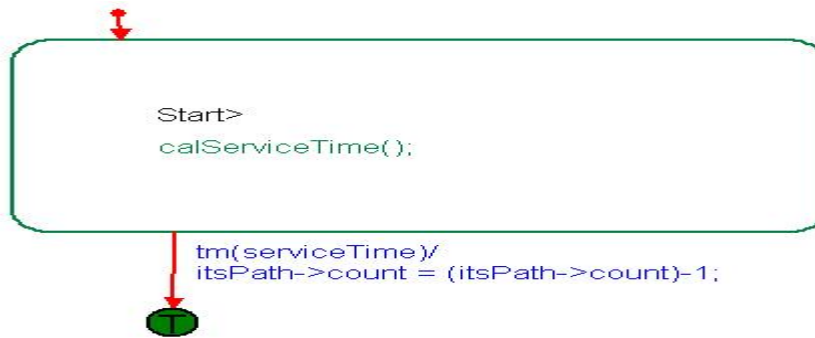 Start>
calServiceTime();
tm(serviceTime)/
itsPath->count = (itsPath->count)-1;
T